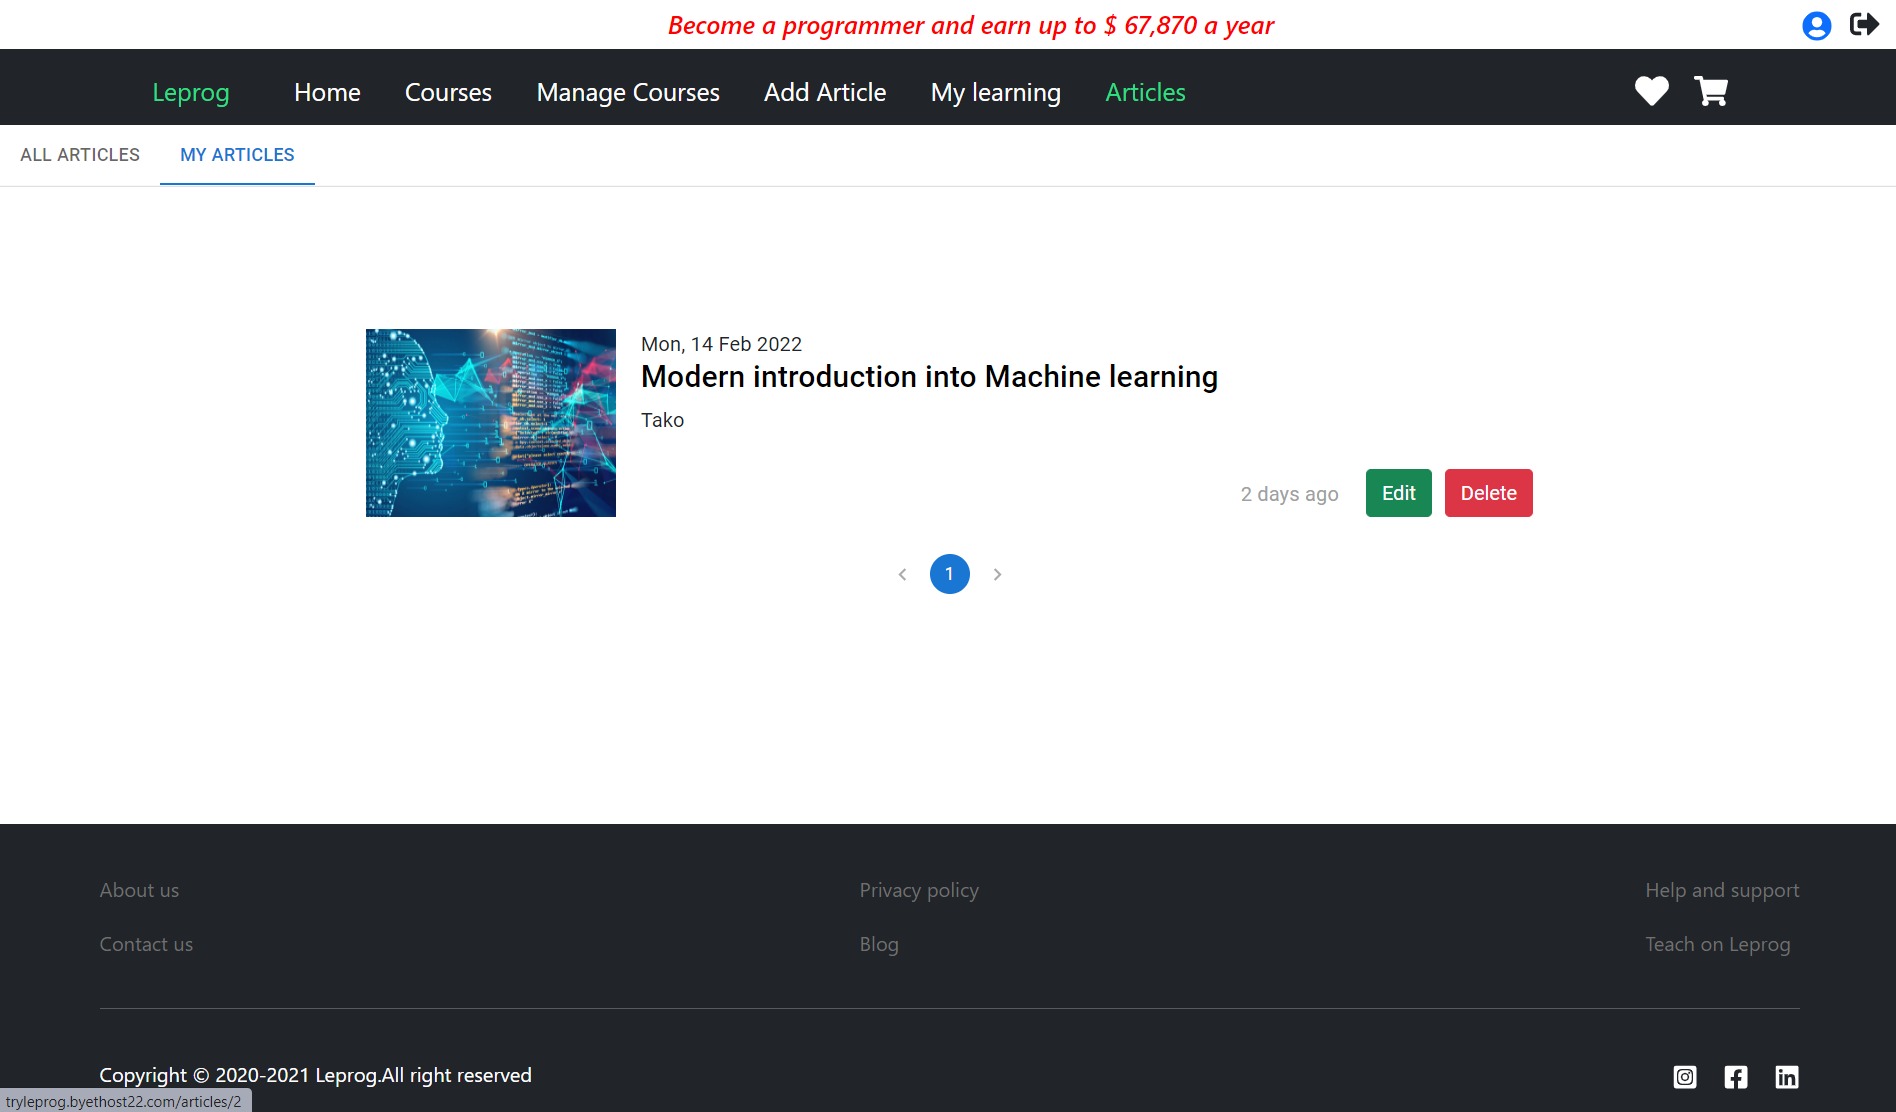 Become a programmer and earn up to $ 67,870 a year
Leprog Home Courses Manage Courses Add Article My learning Articles
ALL ARTICLES MY ARTICLES
Mon, 14 Feb 2022
Modern introduction into Machine learning
Tako
2 days ago Edit Delete
1
About us Privacy policy Help and support
Contact us Blog Teach on Leprog
Copyright © 2020-2021 Leprog.All right reserved
tryleprog.byethost22.com/articles/2